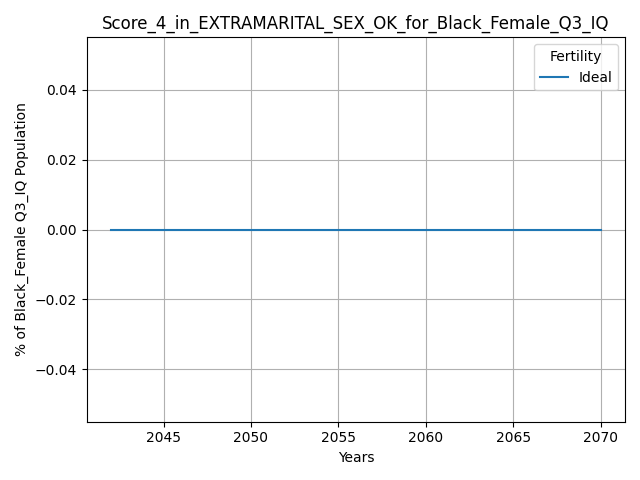 Score_4_in_EXTRAMARITAL_SEX_OK_for_Black_Female_Q3_IQ
Fertility
Ideal
0.04
0.02
0.00
−0.02
−0.04
% of Black_Female Q3_IQ Population
2045 2050 2055 2060 2065 2070
Years